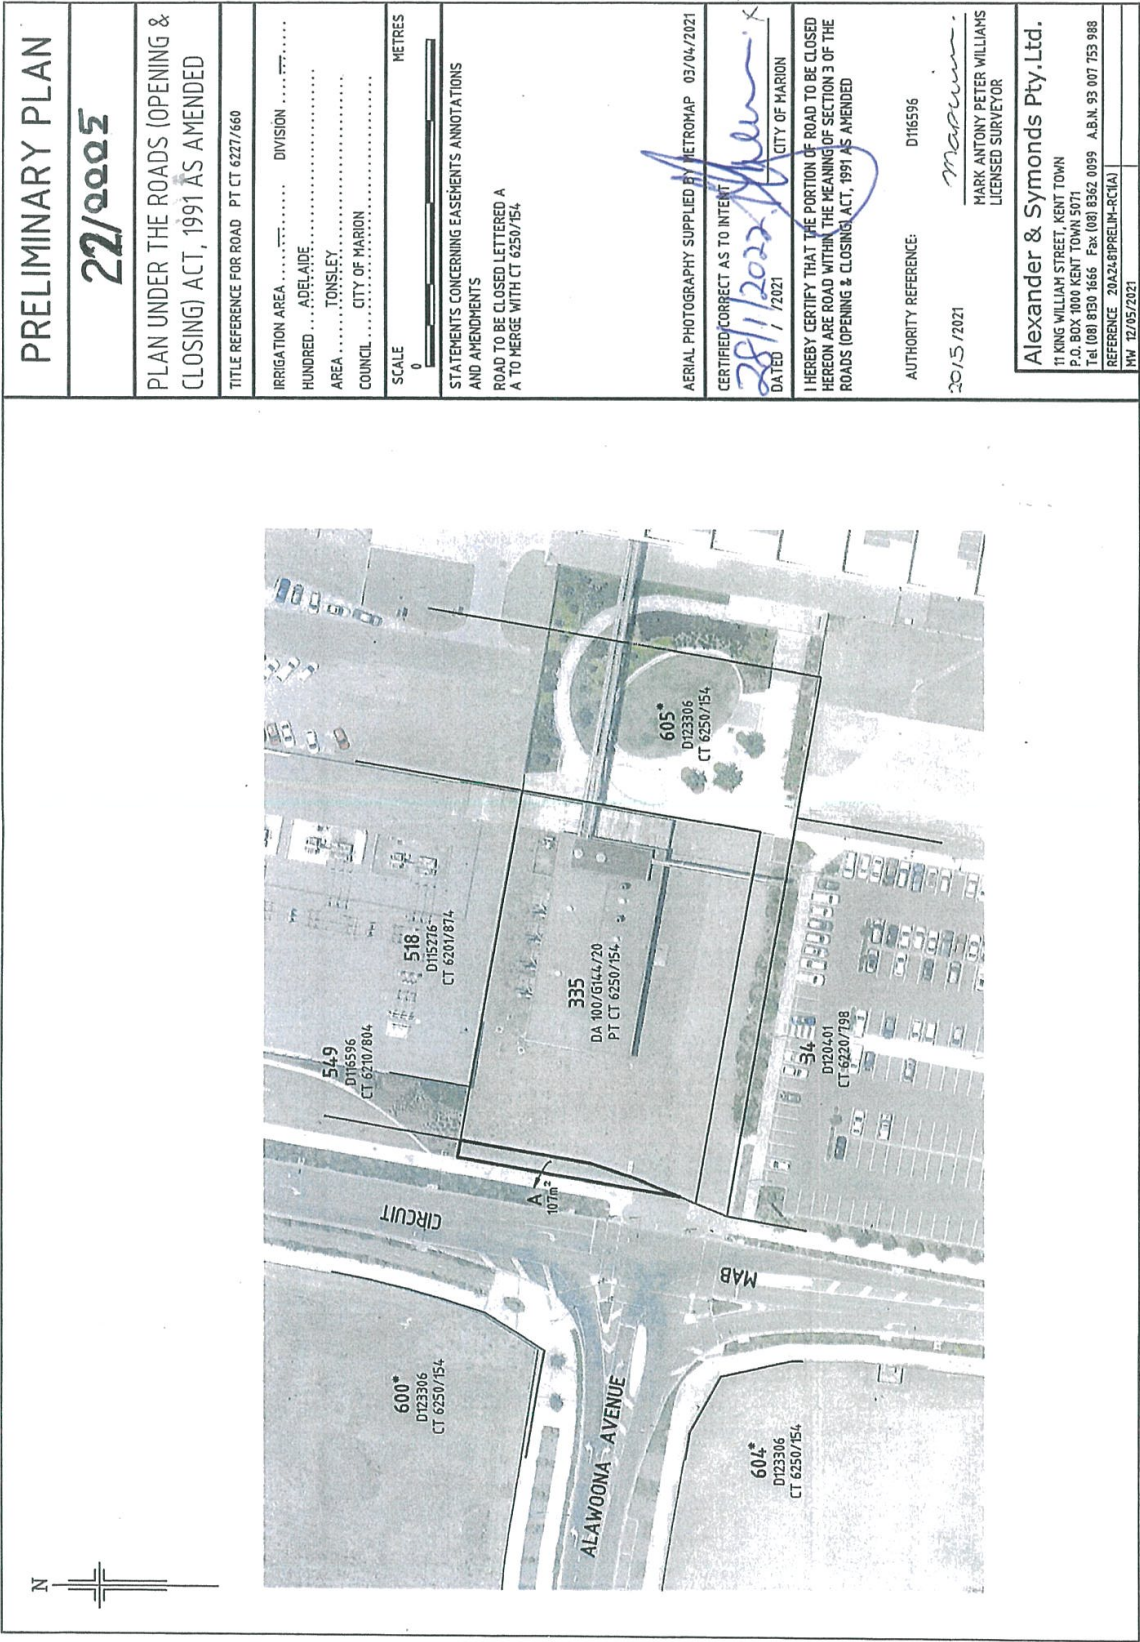 PRELIMINARY PLAN
22/0005
PLAN UNDER THE ROADS (OPENING &
CLOSING) ACT, 1991 AS AMENDED
TITLE REFERENCE FOR ROAD PT CT 6227/660
IRRIGATION AREA ...—... DIVISION ...—...
HUNDRED ... ADELAIDE
AREA ... TONSLEY
COUNCIL ... CITY OF MARION
SCALE METRES
0
STATEMENTS CONCERNING EASEMENTS ANNOTATIONS
AND AMENDMENTS
ROAD TO BE CLOSED LETTERED A
A TO MERGE WITH CT 6250/154
AERIAL PHOTOGRAPHY SUPPLIED BY METROMAP 03/04/2021
CERTIFIED CORRECT AS TO INTENT
28/1/2022
DATED / /2021 CITY OF MARION
I HEREBY CERTIFY THAT THE PORTION OF ROAD TO BE CLOSED
HEREON ARE ROAD WITHIN THE MEANING OF SECTION 3 OF THE
ROADS (OPENING & CLOSING) ACT, 1991 AS AMENDED
AUTHORITY REFERENCE: D116596
20/5/2021
MARK ANTONY PETER WILLIAMS
LICENSED SURVEYOR
Alexander & Symonds Pty.Ltd.
11 KING WILLIAM STREET, KENT TOWN
P.O. BOX 1000 KENT TOWN 5071
Tel (08) 8130 1666 Fax (08) 8362 0099 A.B.N. 93 007 753 988
REFERENCE 20A2481PRELIM-RC1(A)
MW 12/05/2021
N
600*
D123306
CT 6250/154
CIRCUIT
549
D116596
CT 6210/804
518
D115276
CT 6201/874
A
107m²
335
DA 100/G144/20
PT CT 6250/154
605*
D123306
CT 6250/154
ALAWOONA AVENUE
MAB
604*
D123306
CT 6250/154
34
D120401
CT 6220/798